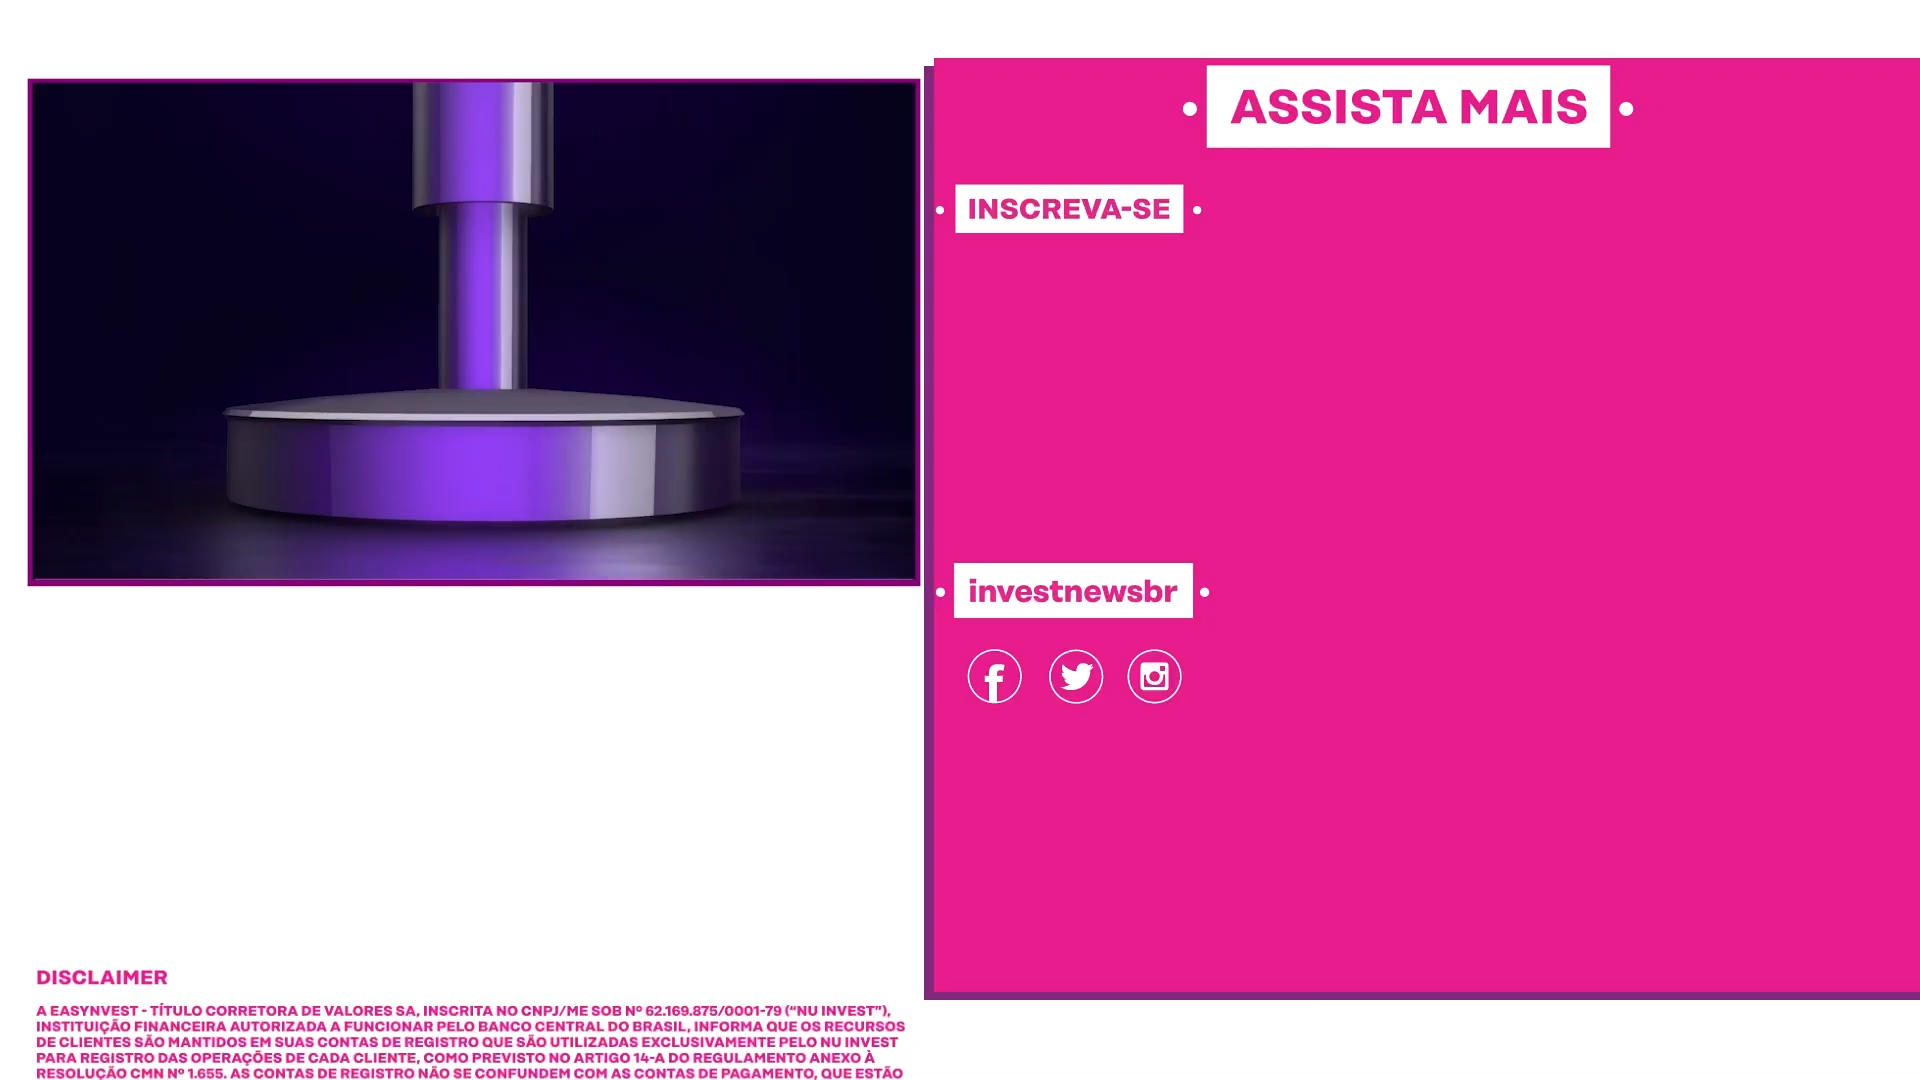 ASSISTA MAIS
INSCREVA-SE
investnewsbr
DISCLAIMER
A EASYNVEST - TÍTULO CORRETORA DE VALORES SA, INSCRITA NO CNPJ/ME SOB Nº 62.169.875/0001-79 (“NU INVEST”),
INSTITUIÇÃO FINANCEIRA AUTORIZADA A FUNCIONAR PELO BANCO CENTRAL DO BRASIL, INFORMA QUE OS RECURSOS
DE CLIENTES SÃO MANTIDOS EM SUAS CONTAS DE REGISTRO QUE SÃO UTILIZADAS EXCLUSIVAMENTE PELO NU INVEST
PARA REGISTRO DAS OPERAÇÕES DE CADA CLIENTE, COMO PREVISTO NO ARTIGO 14-A DO REGULAMENTO ANEXO À
RESOLUÇÃO CMN Nº 1.655. AS CONTAS DE REGISTRO NÃO SE CONFUNDEM COM AS CONTAS DE PAGAMENTO, QUE ESTÃO